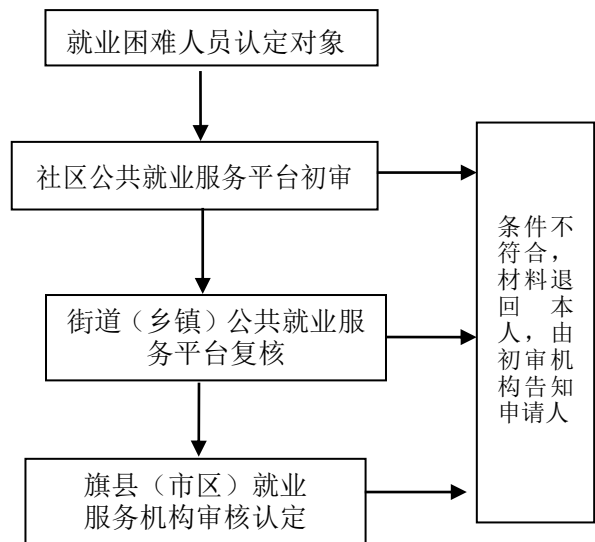 就业困难人员认定对象
社区公共就业服务平台初审
街道（乡镇）公共就业服
务平台复核
旗县（市区）就业
服务机构审核认定
条件不
符合，
材料退
回本
人，由
初审机
构告知
申请人